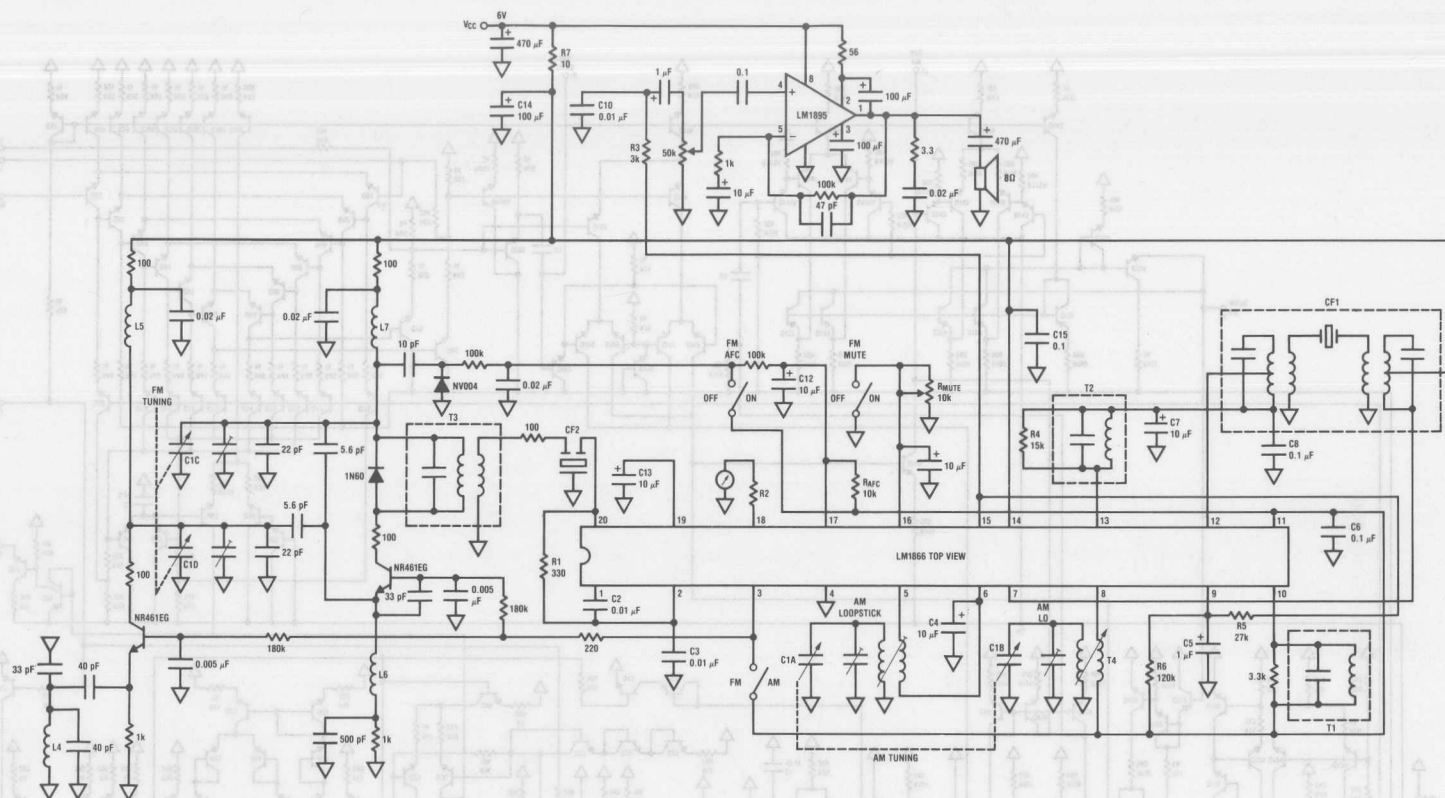 6V
VCC
470 µF
R7
10
C14
100 µF
C10
0.01 µF
1 µF
R3
3k
50k
0.1
4
+
8
LM1895
5
−
2
1
3
56
100 µF
100 µF
1k
10 µF
100k
47 pF
3.3
0.02 µF
470 µF
8Ω
100
L5
0.02 µF
0.02 µF
100
L7
10 pF
100k
NV004
0.02 µF
FM
AFC
OFF
ON
100k
C12
10 µF
FM
MUTE
OFF
ON
RMUTE
10k
10 µF
RAFC
10k
C15
0.1
T2
R4
15k
C7
10 µF
CF1
C8
0.1 µF
FM
TUNING
C1C
22 pF
5.6 pF
1N60
T3
100
CF2
C13
10 µF
R2
5.6 pF
C1D
22 pF
100
100
NR461EG
33 pF
0.005
µF
180k
R1
330
20
19
18
17
16
15
14
13
12
11
LM1866 TOP VIEW
1
2
3
4
5
6
7
8
9
10
C6
0.1 µF
C2
0.01 µF
NR461EG
33 pF
40 pF
0.005 µF
180k
220
C3
0.01 µF
L6
500 pF
1k
L4
40 pF
1k
FM
AM
AM
LOOPSTICK
C1A
C4
10 µF
AM
LO
C1B
T4
R6
120k
C5
1 µF
R5
27k
3.3k
T1
AM TUNING